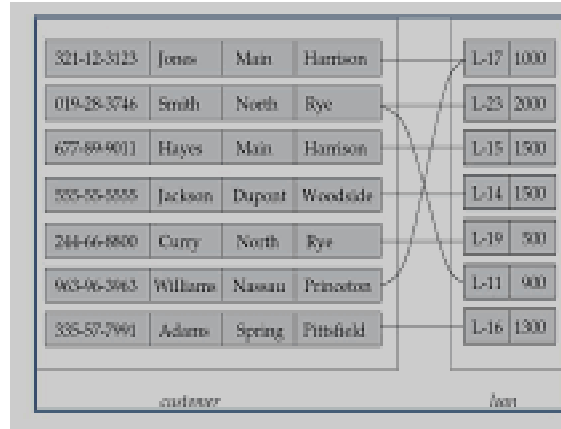 321-12-3123 Jones Main Harrison L-17 1000
019-28-3746 Smith North Rye L-23 2000
677-89-9011 Hayes Main Harrison L-15 1500
555-55-5555 Jackson Dupont Woodside L-14 1500
244-66-8800 Curry North Rye L-19 500
963-96-3963 Williams Nassau Princeton L-11 900
335-57-7991 Adams Spring Pittsfield L-16 1300
customer loan